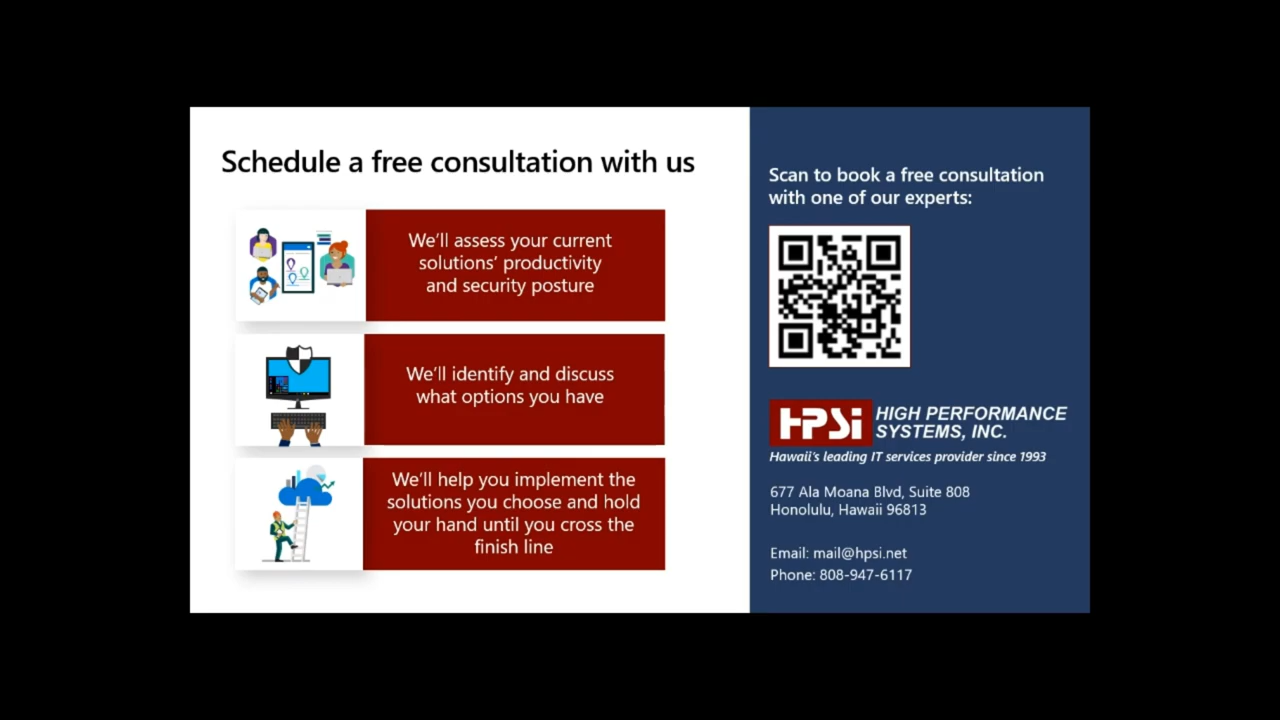 Schedule a free consultation with us
We'll assess your current
solutions' productivity
and security posture
We'll identify and discuss
what options you have
We'll help you implement the
solutions you choose and hold
your hand until you cross the
finish line
Scan to book a free consultation
with one of our experts:
HPSi HIGH PERFORMANCE
SYSTEMS, INC.
Hawaii's leading IT services provider since 1993
677 Ala Moana Blvd, Suite 808
Honolulu, Hawaii 96813
Email: mail@hpsi.net
Phone: 808-947-6117